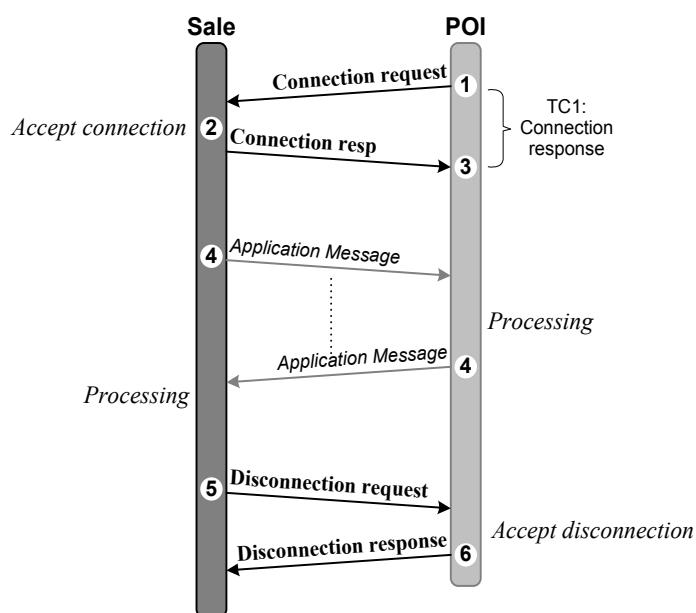 Sale
POI
Connection request
1
TC1:
Connection
response
Accept connection
2
Connection resp
3
4
Application Message
Processing
Application Message
4
Processing
5
Disconnection request
Accept disconnection
Disconnection response
6